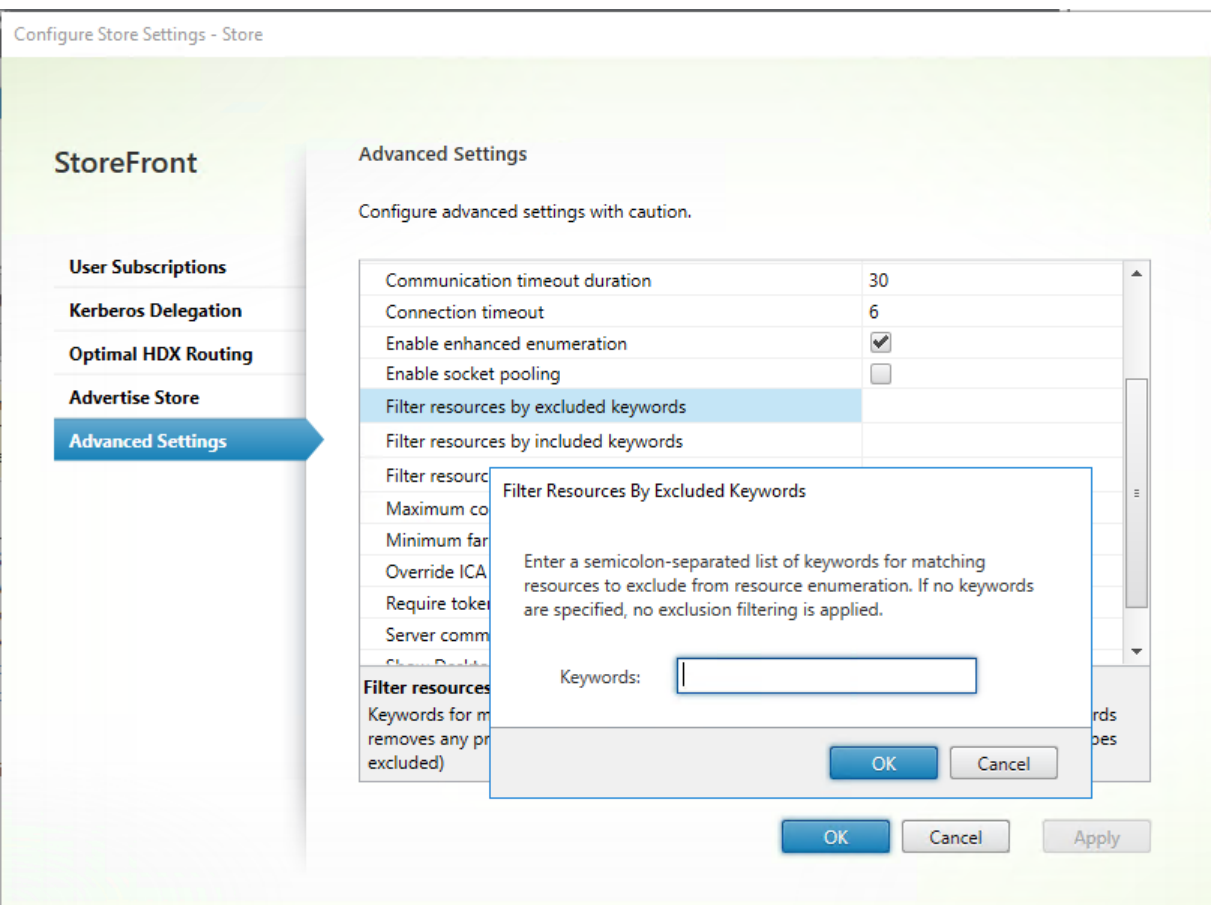 Configure Store Settings - Store
StoreFront
User Subscriptions
Kerberos Delegation
Optimal HDX Routing
Advertise Store
Advanced Settings
Advanced Settings
Configure advanced settings with caution.
Communication timeout duration 30
Connection timeout 6
Enable enhanced enumeration
Enable socket pooling
Filter resources by excluded keywords
Filter resources by included keywords
Filter resourc
Maximum co
Minimum far
Override ICA
Require toke
Server comm
Filter resources
Keywords for m
rds
removes any pr
pes
excluded)
Filter Resources By Excluded Keywords
Enter a semicolon-separated list of keywords for matching
resources to exclude from resource enumeration. If no keywords
are specified, no exclusion filtering is applied.
Keywords:
OK Cancel
OK Cancel Apply